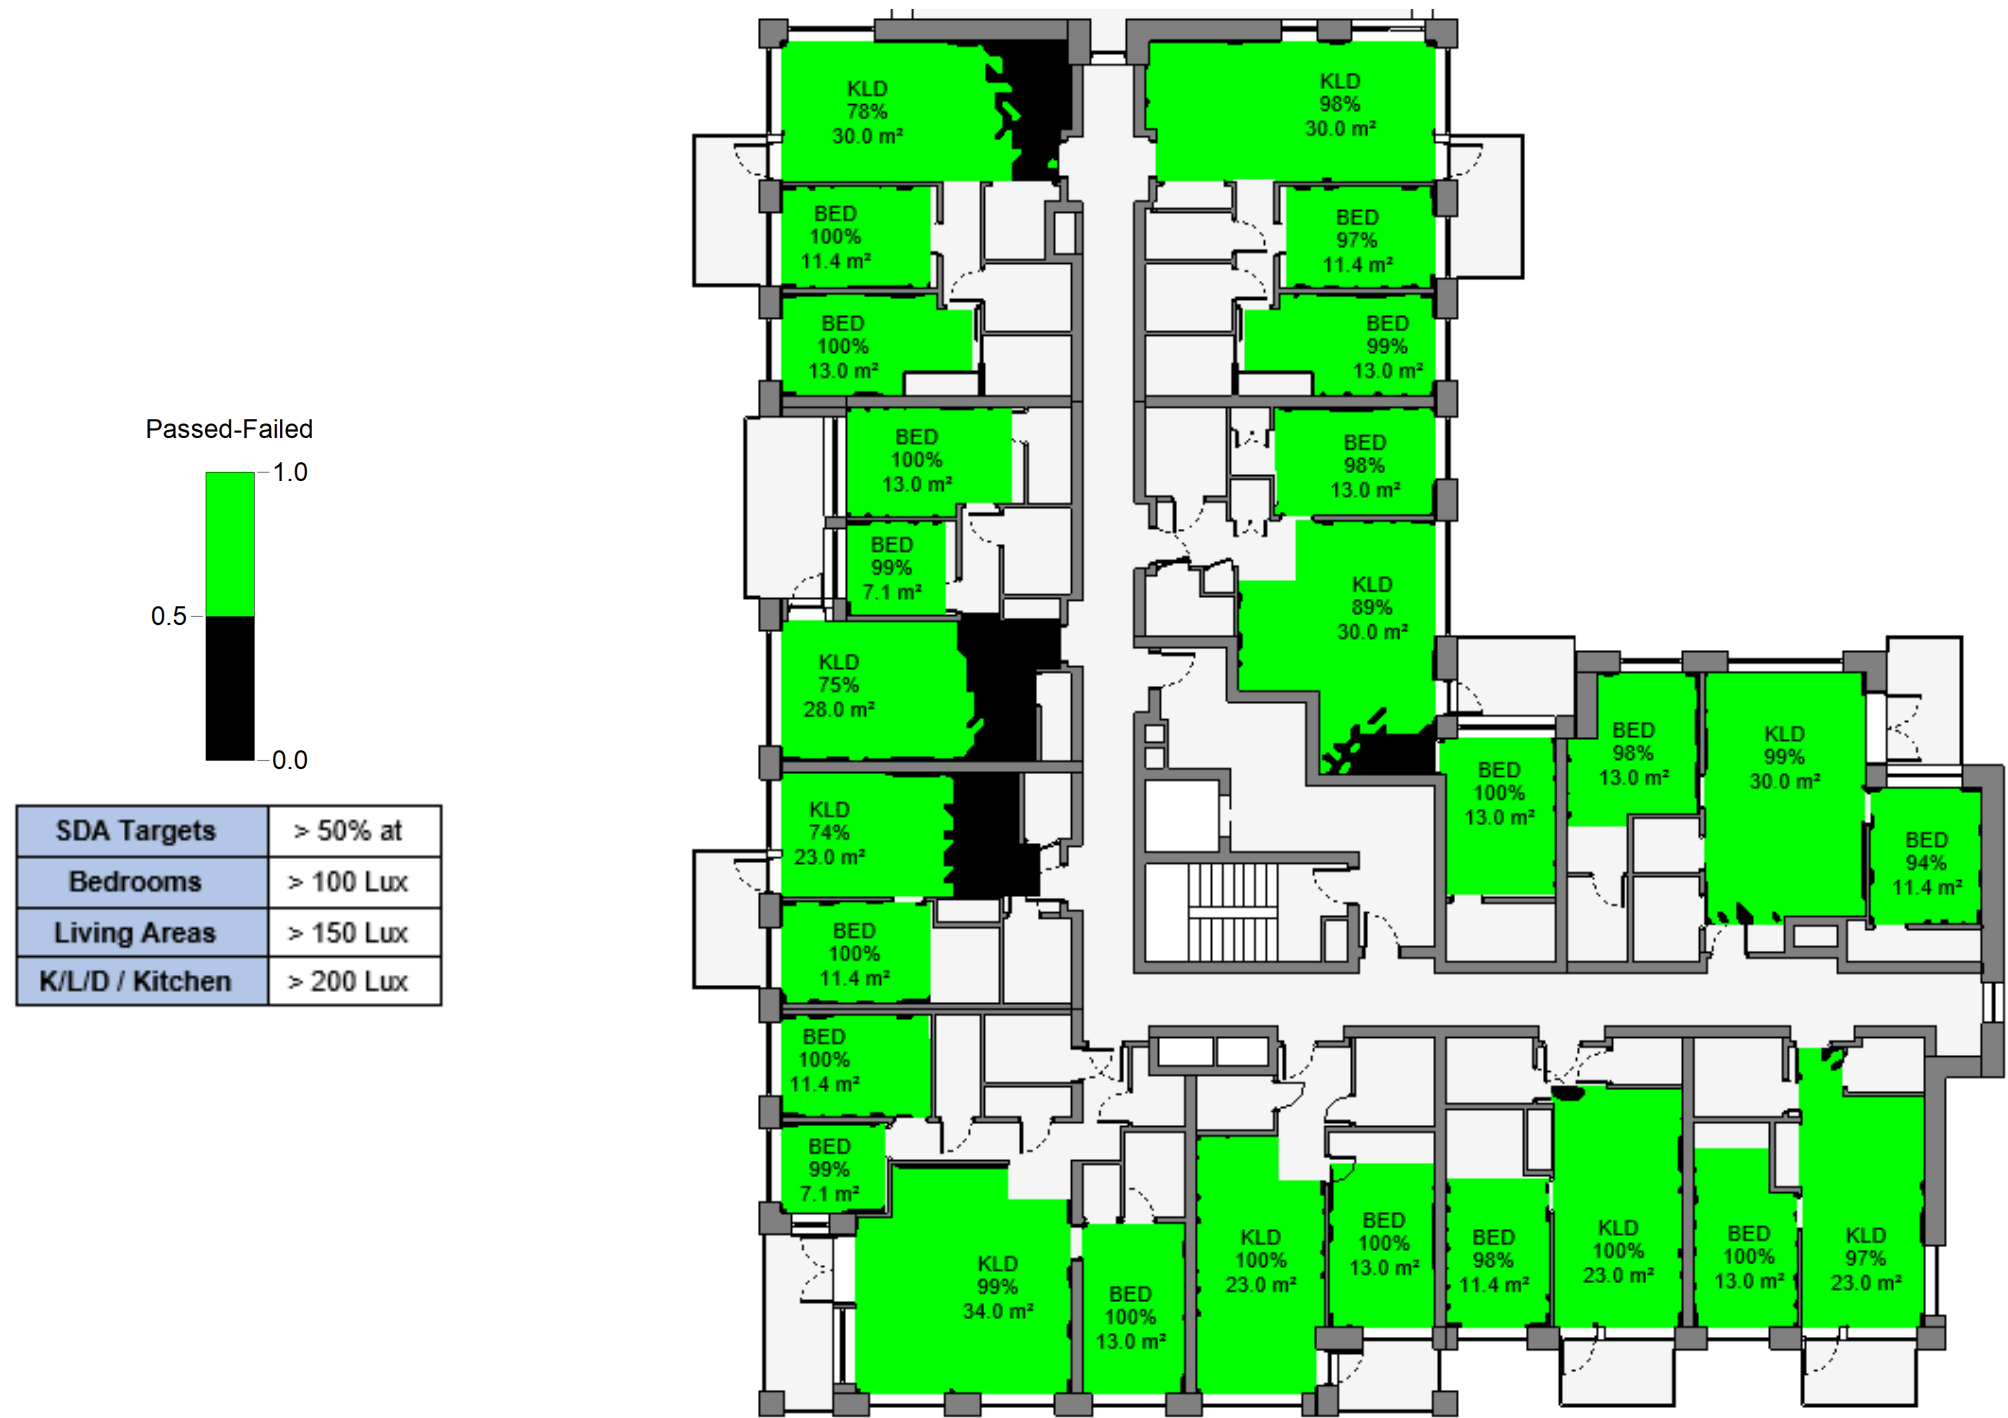 Passed-Failed
1.0
0.5
0.0
SDA Targets > 50% at
Bedrooms > 100 Lux
Living Areas > 150 Lux
K/L/D / Kitchen > 200 Lux
KLD
78%
30.0 m²
KLD
98%
30.0 m²
BED
100%
11.4 m²
BED
97%
11.4 m²
BED
100%
13.0 m²
BED
99%
13.0 m²
BED
100%
13.0 m²
BED
98%
13.0 m²
BED
99%
7.1 m²
KLD
89%
30.0 m²
KLD
75%
28.0 m²
BED
100%
13.0 m²
BED
98%
13.0 m²
KLD
99%
30.0 m²
BED
94%
11.4 m²
KLD
74%
23.0 m²
BED
100%
11.4 m²
BED
100%
11.4 m²
BED
99%
7.1 m²
KLD
99%
34.0 m²
BED
100%
13.0 m²
KLD
100%
23.0 m²
BED
100%
13.0 m²
BED
98%
11.4 m²
KLD
100%
23.0 m²
BED
100%
13.0 m²
KLD
97%
23.0 m²